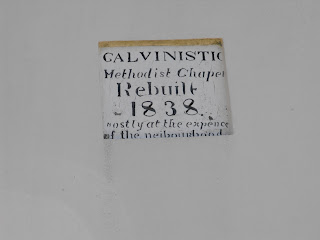 CALVINISTIC
Methodist Chapel
Rebuilt
1838.
mostly at the expence
of the neibourhood